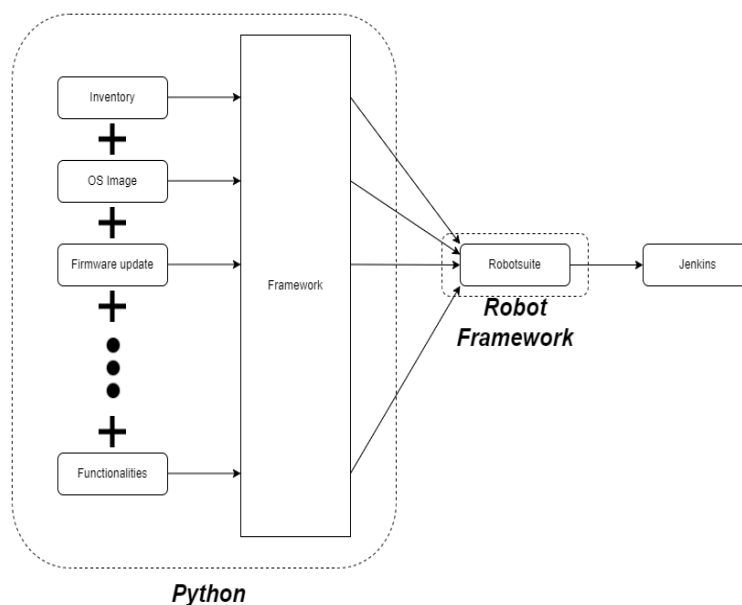 Inventory
OS Image
Firmware update
Framework
Robotsuite
Jenkins
Robot
Framework
Functionalities
Python